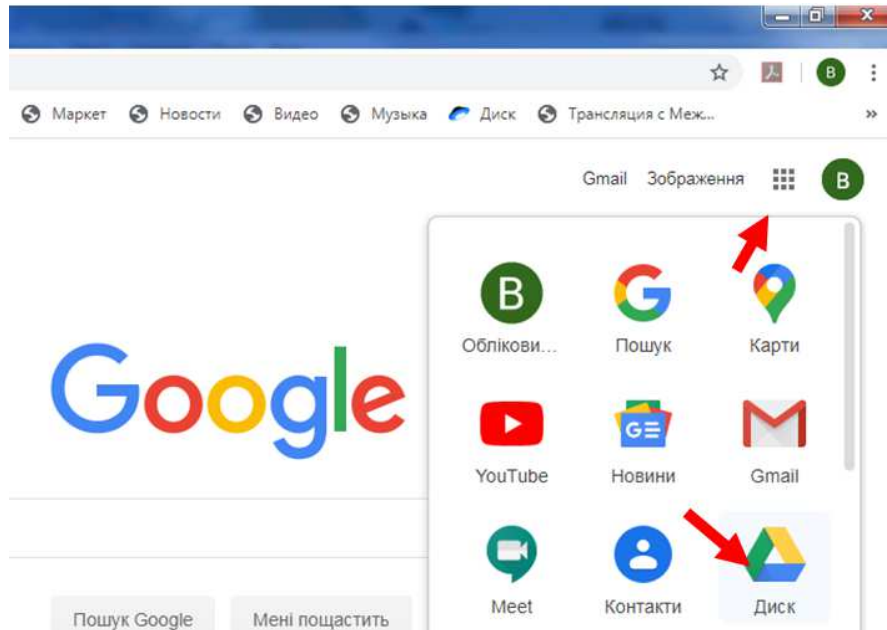 B
Маркет Новости Видео Музыка Диск Трансляция с Меж... »
Gmail Зображення B
B G
Облікови... Пошук Карти
Google
GE
YouTube Новини Gmail
Meet Контакти Диск
Пошук Google Мені пощастить